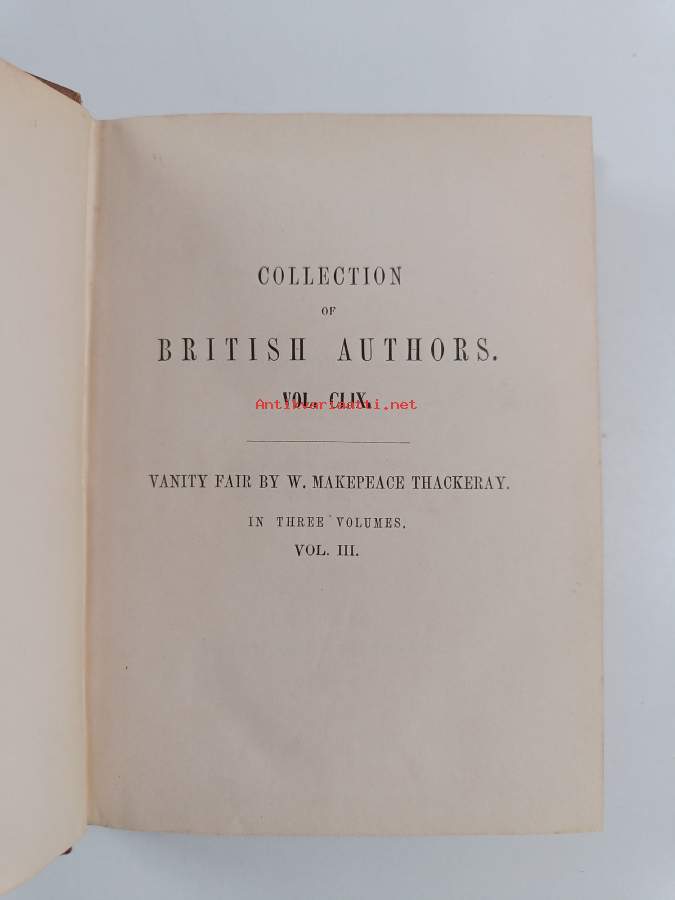 COLLECTION
OF
BRITISH AUTHORS.
VOL. CLIX.
Antikvariaatti.net
VANITY FAIR BY W. MAKEPEACE THACKERAY.
IN THREE VOLUMES.
VOL. III.